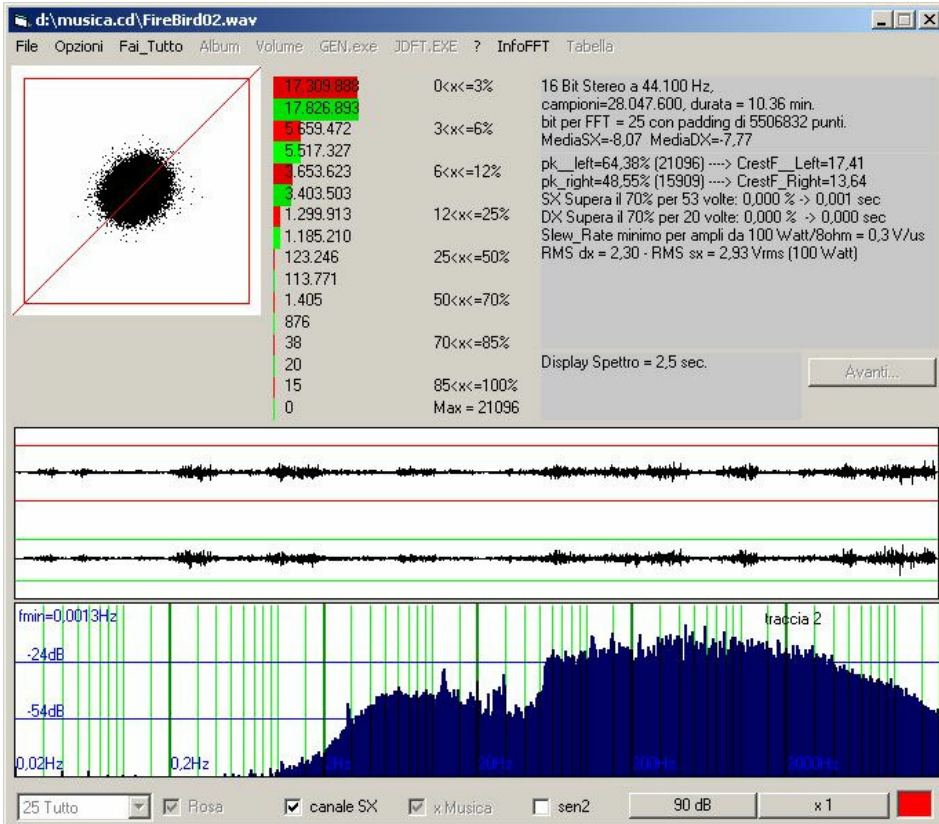 d:\musica.cd\FireBird02.wav
File Opzioni Fai_Tutto Album Volume GEN.exe JDFT.EXE ? InfoFFT Tabella
17.309.888 0<x<=3%
17.826.893
5.659.472 3<x<=6%
5.517.327
3.653.623 6<x<=12%
3.403.503
1.299.913 12<x<=25%
1.185.210
123.246 25<x<=50%
113.771
1.405 50<x<=70%
876
38 70<x<=85%
20
15 85<x<=100%
0 Max = 21096
16 Bit Stereo a 44.100 Hz,
campioni=28.047.600, durata = 10.36 min.
bit per FFT = 25 con padding di 5506832 punti.
MediaSX=-8,07 MediaDX=-7,77
pk__left=64,38% (21096) ----> CrestF__Left=17,41
pk_right=48,55% (15909) ----> CrestF_Right=13,64
SX Supera il 70% per 53 volte: 0,000 % -> 0,001 sec
DX Supera il 70% per 20 volte: 0,000 % -> 0,000 sec
Slew_Rate minimo per ampli da 100 Watt/8ohm = 0,3 V/us
RMS dx = 2,30 - RMS sx = 2,93 Vrms (100 Watt)
Display Spettro = 2,5 sec.
Avanti...
fmin=0,0013Hz
traccia 2
-24dB
-54dB
0,02Hz 0,2Hz 2Hz 20Hz 200Hz 2000Hz
25 Tutto Rosa canale SX x Musica sen2 90 dB x 1